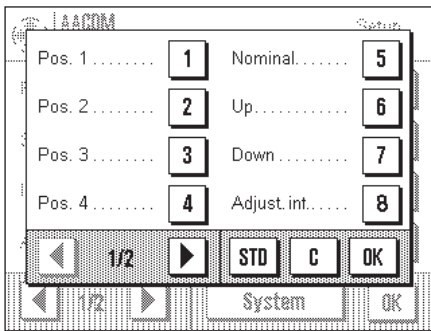 AACDM Setup
Pos. 1 ......... 1
Nominal....... 5
Pos. 2 ......... 2
Up............. 6
Pos. 3 ......... 3
Down.......... 7
Pos. 4 ......... 4
Adjust. int...... 8
1/2 STD C OK
1/2 System OK